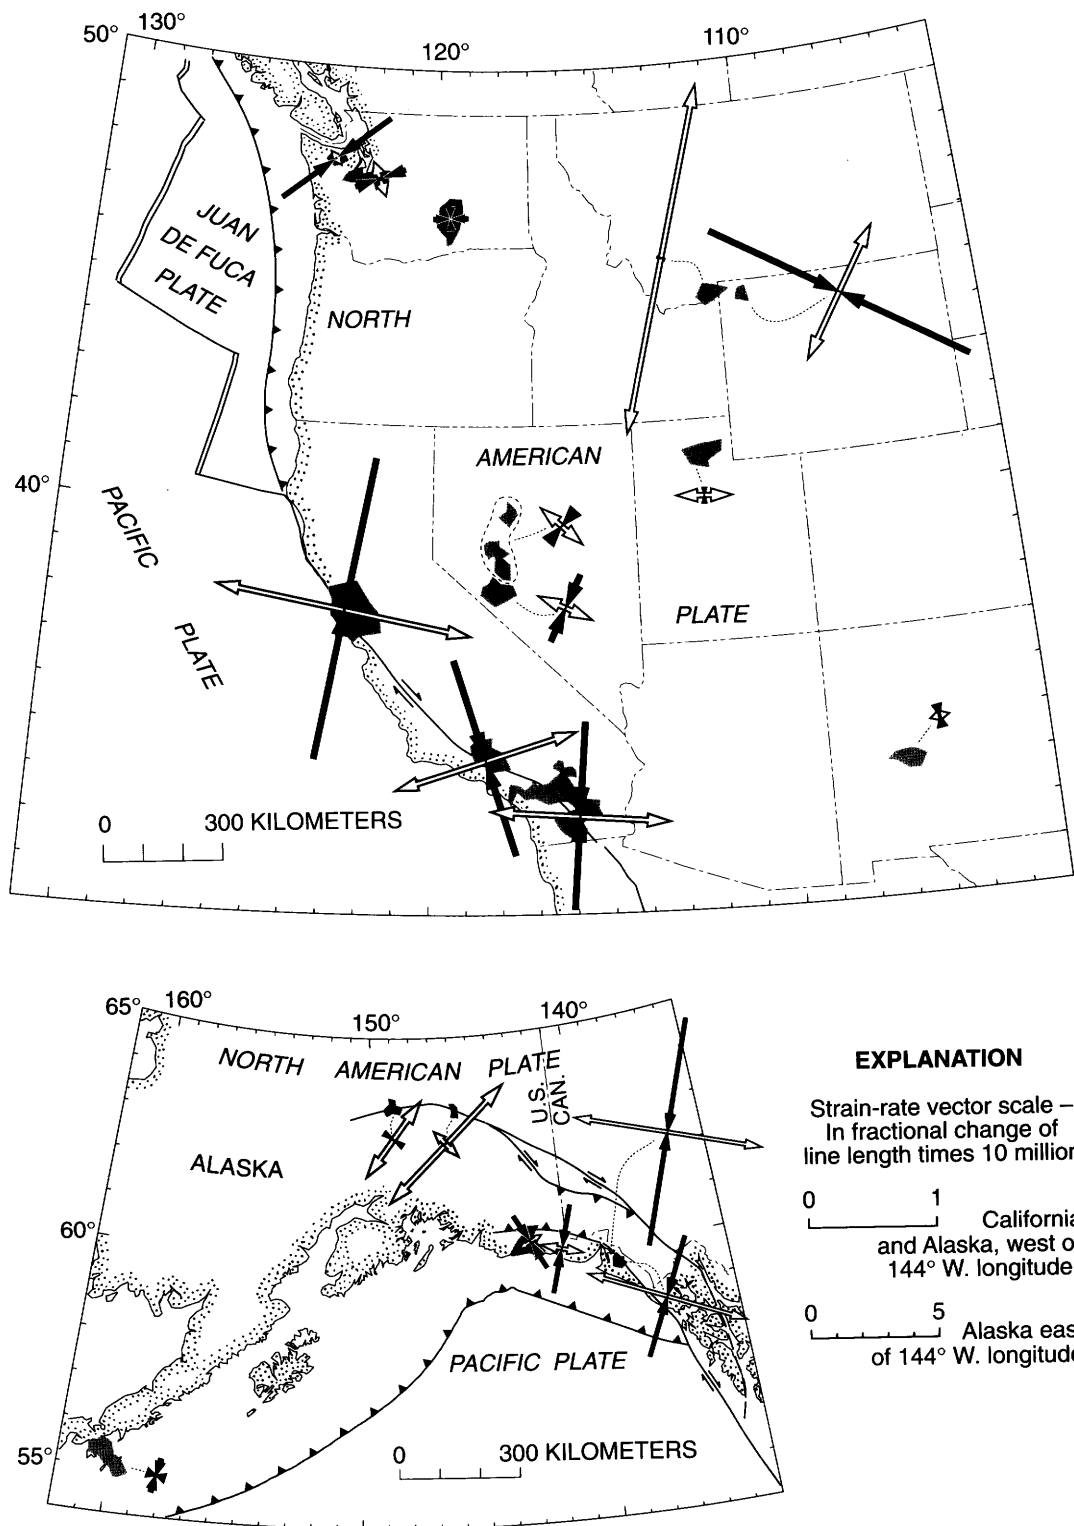 50°
130°
120°
110°
JUAN
DE FUCA
PLATE
NORTH
AMERICAN
40°
PACIFIC
PLATE
PLATE
0 300 KILOMETERS
65° 160°
150°
140°
NORTH AMERICAN PLATE
U.S.
CAN.
ALASKA
60°
PACIFIC PLATE
55°
0 300 KILOMETERS
EXPLANATION
Strain-rate vector scale –
In fractional change of
line length times 10 million
0 1
California
and Alaska, west o
144° W. longitude
0 5
Alaska eas
of 144° W. longitude